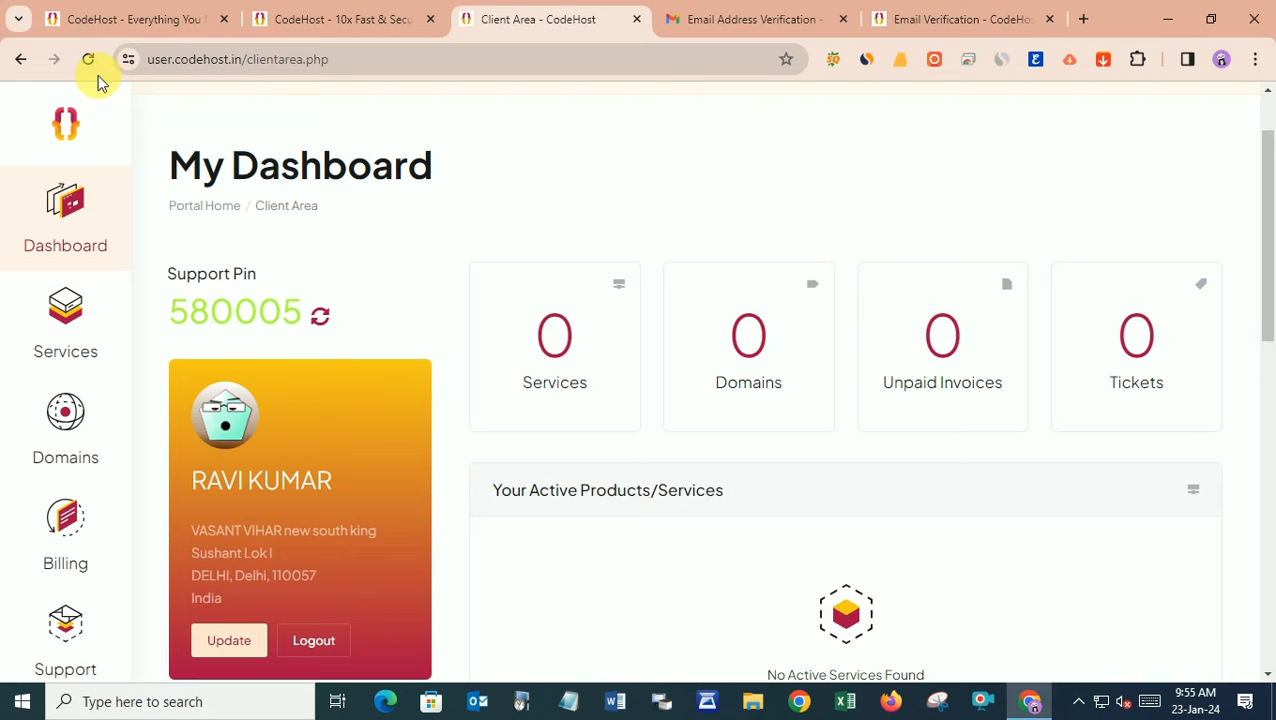 CodeHost - Everything You
CodeHost - 10x Fast & Secu
Client Area - CodeHost
Email Address Verification -
Email Verification - CodeHos
user.codehost.in/clientarea.php
My Dashboard
Portal Home / Client Area
Dashboard
Services
Domains
Billing
Support
Support Pin
580005
RAVI KUMAR
VASANT VIHAR new south king
Sushant Lok I
DELHI, Delhi, 110057
India
Update Logout
0 0 0 0
Services Domains Unpaid Invoices Tickets
Your Active Products/Services
No Active Services Found
Type here to search
9:55 AM
23-Jan-24